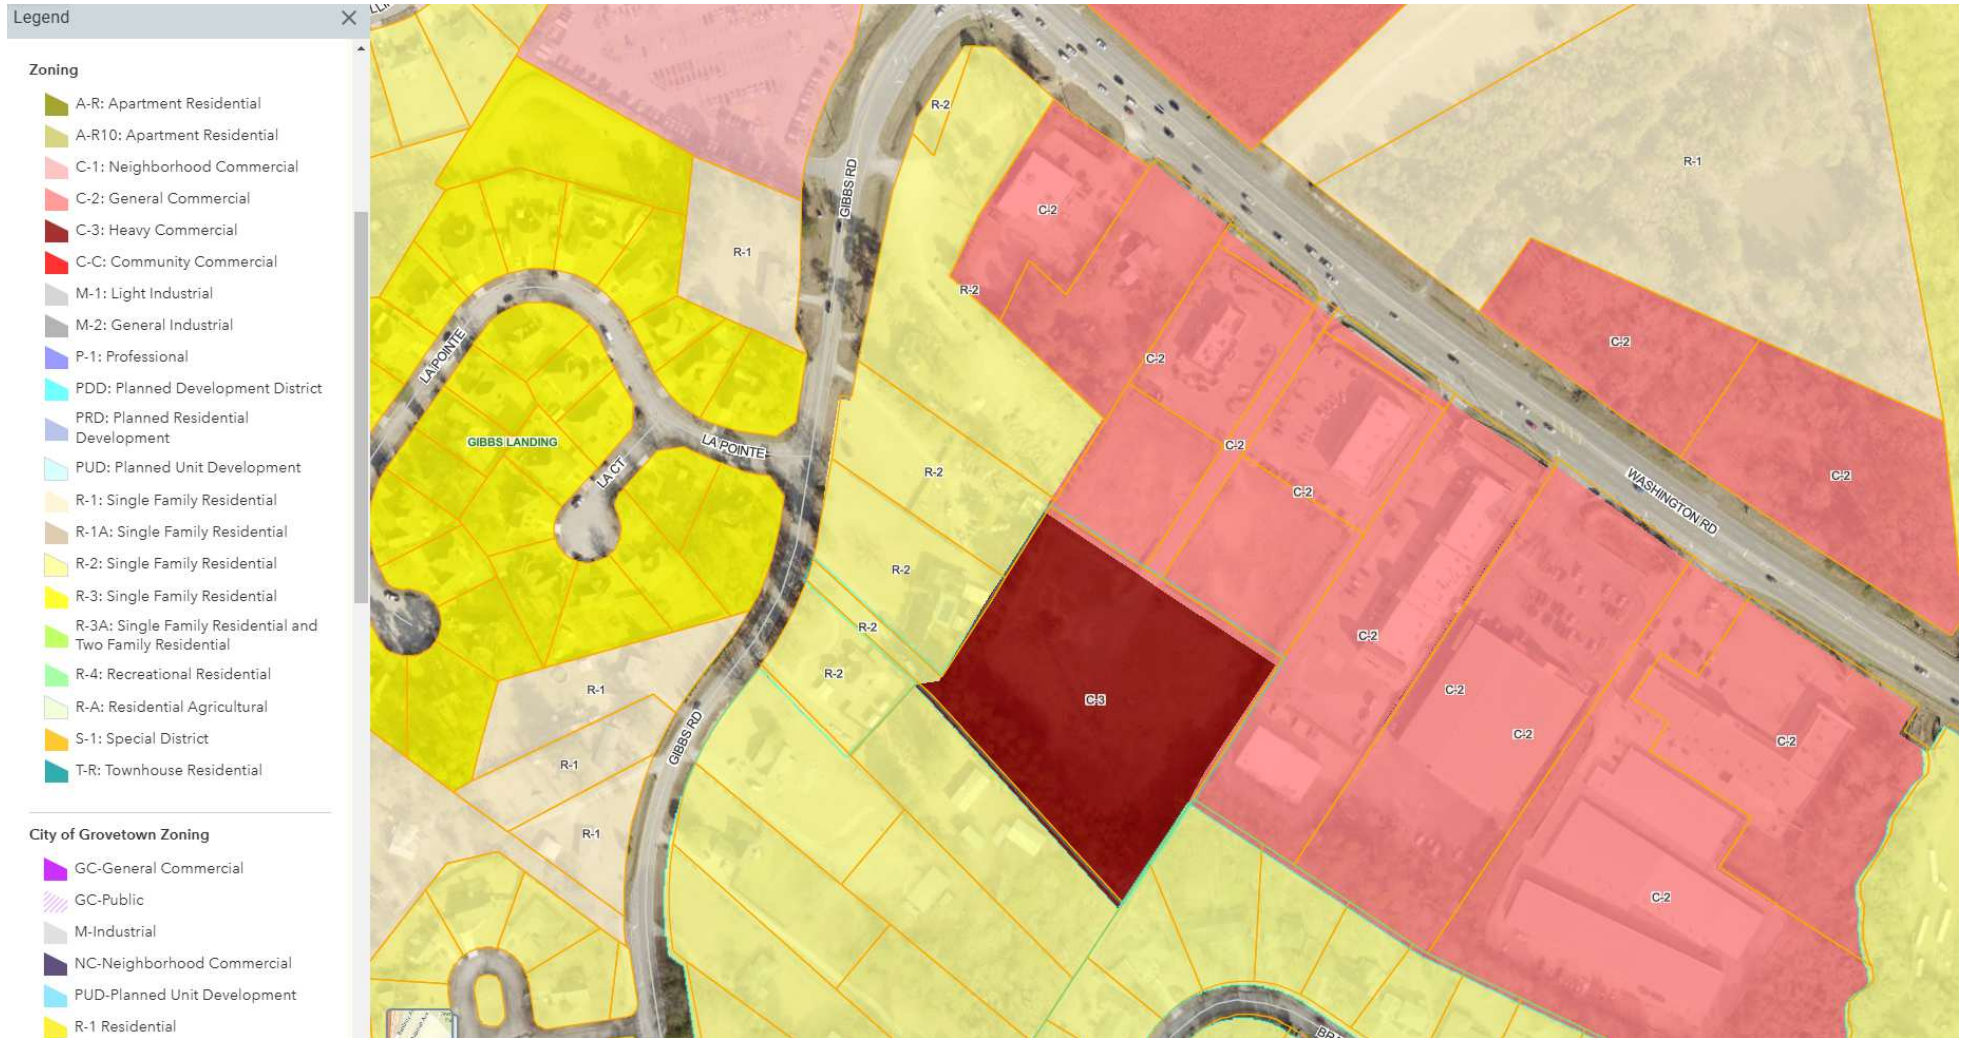 Legend
Zoning
A-R: Apartment Residential
A-R10: Apartment Residential
C-1: Neighborhood Commercial
C-2: General Commercial
C-3: Heavy Commercial
C-C: Community Commercial
M-1: Light Industrial
M-2: General Industrial
P-1: Professional
PDD: Planned Development District
PRD: Planned Residential
Development
PUD: Planned Unit Development
R-1: Single Family Residential
R-1A: Single Family Residential
R-2: Single Family Residential
R-3: Single Family Residential
R-3A: Single Family Residential and
Two Family Residential
R-4: Recreational Residential
R-A: Residential Agricultural
S-1: Special District
T-R: Townhouse Residential
City of Grovetown Zoning
GC-General Commercial
GC-Public
M-Industrial
NC-Neighborhood Commercial
PUD-Planned Unit Development
R-1 Residential
R-2
R-1
GIBBS RD
C-2
R-1
R-2
C-2
LA POINTE
C-2
GIBBS LANDING
LA POINTE
C-2
LA CT
R-2
C-2
C-2
WASHINGTON RD
R-2
R-2
C-2
R-2
R-1
C-2
C-3
GIBBS RD
C-2
C-2
R-1
R-1
C-2